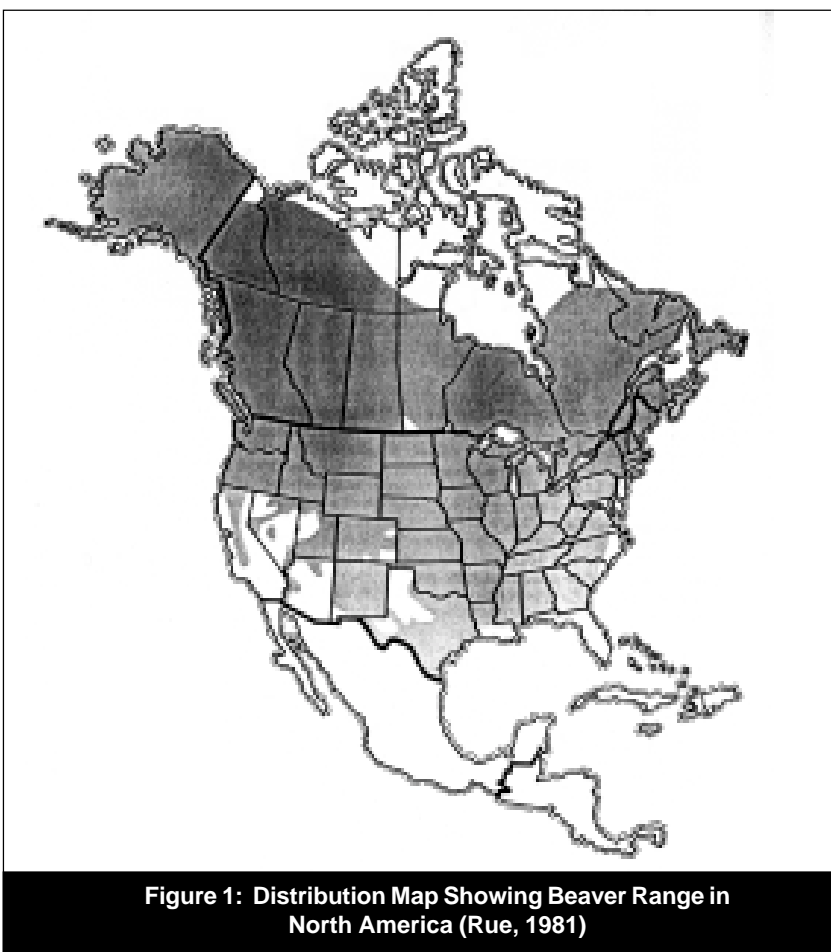 Figure 1: Distribution Map Showing Beaver Range in
North America (Rue, 1981)